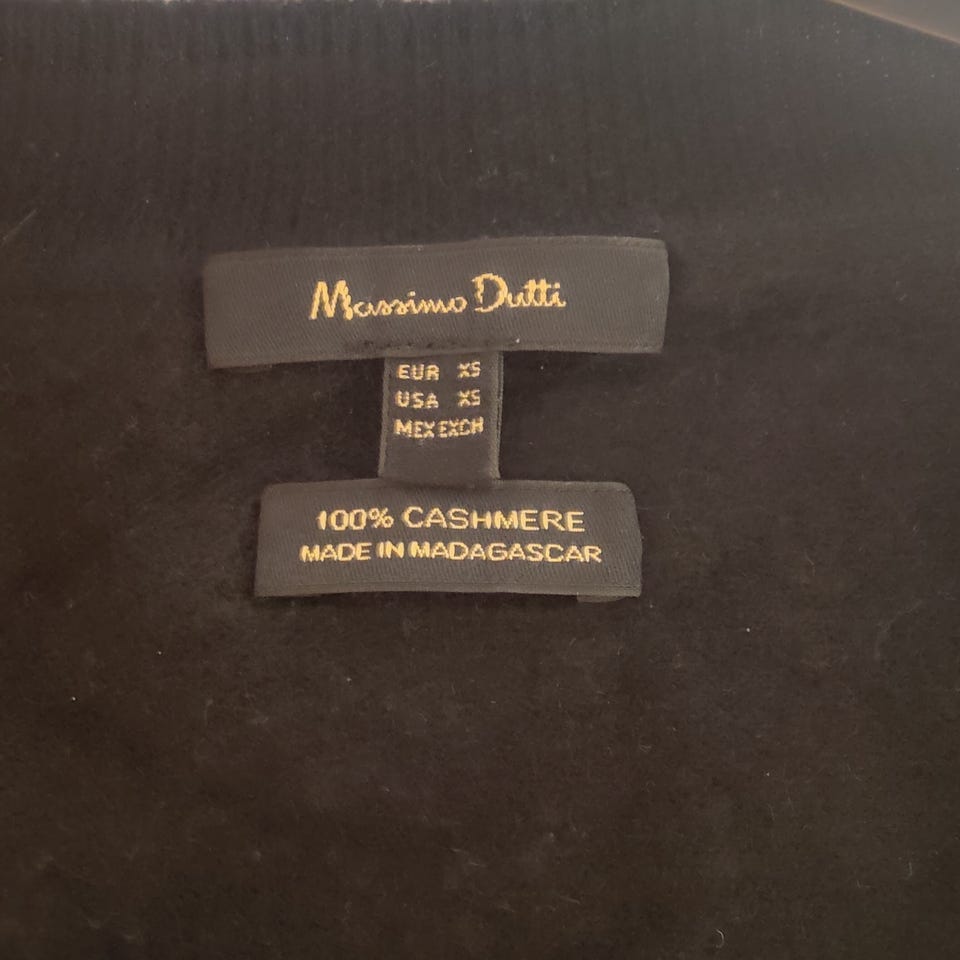 Massimo Dutti
EUR XS
USA XS
MEX EXCH
100% CASHMERE
MADE IN MADAGASCAR